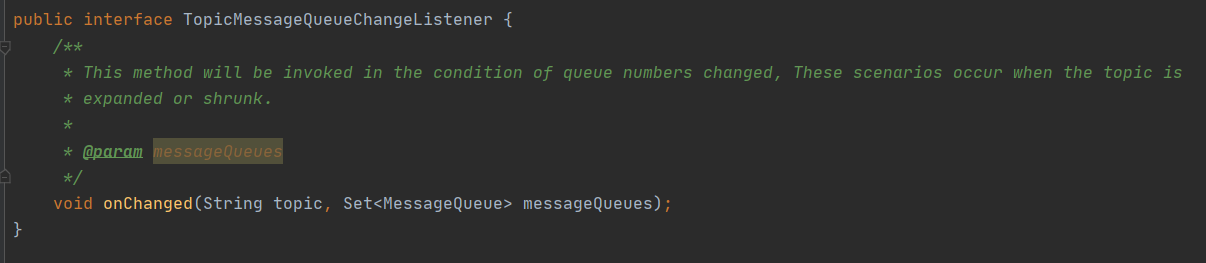 public interface TopicMessageQueueChangeListener {
/**
* This method will be invoked in the condition of queue numbers changed, These scenarios occur when the topic is
* expanded or shrunk.
*
* @param messageQueues
*/
void onChanged(String topic, Set<MessageQueue> messageQueues);
}